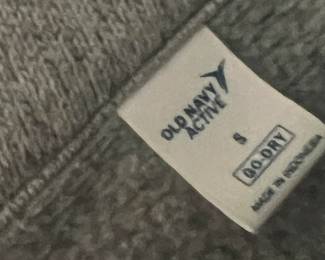 OLD NAVY
ACTIVE
S
GO-DRY
MADE IN INDONESIA